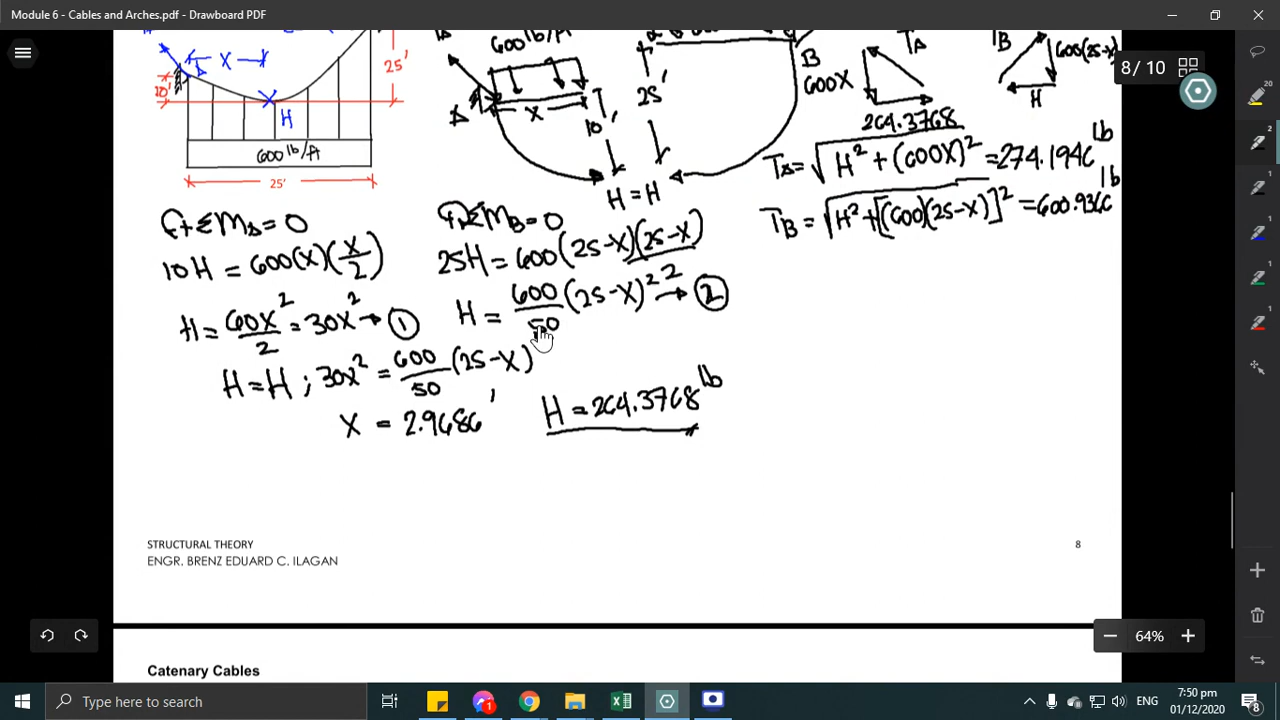 Module 6 - Cables and Arches.pdf - Drawboard PDF
8 / 10
X
10'
25'
H
600 lb/ft
25'
600 lb/ft
X
10'
25'
H = H
B
600X
TA
264.3768
TB
600(25-X)
H
TA = √H² + (600X)² = 274.1946 lb
TB = √H² + [(600)(25-X)]² = 600.9366 lb
↻+ΣMA = 0
10H = 600(X)(X/2)
H = 60X²/2 = 30X² → 1
H = H ; 30X² = 600/50 (25-X)
X = 2.9686'
ΣMB = 0
25H = 600(25-X)(25-X)
2
H = 600/50 (25-X)² → 2
H = 264.3768 lb
STRUCTURAL THEORY
8
ENGR. BRENZ EDUARD C. ILAGAN
Catenary Cables
64%
Type here to search
1
ENG
7:50 pm
01/12/2020
8